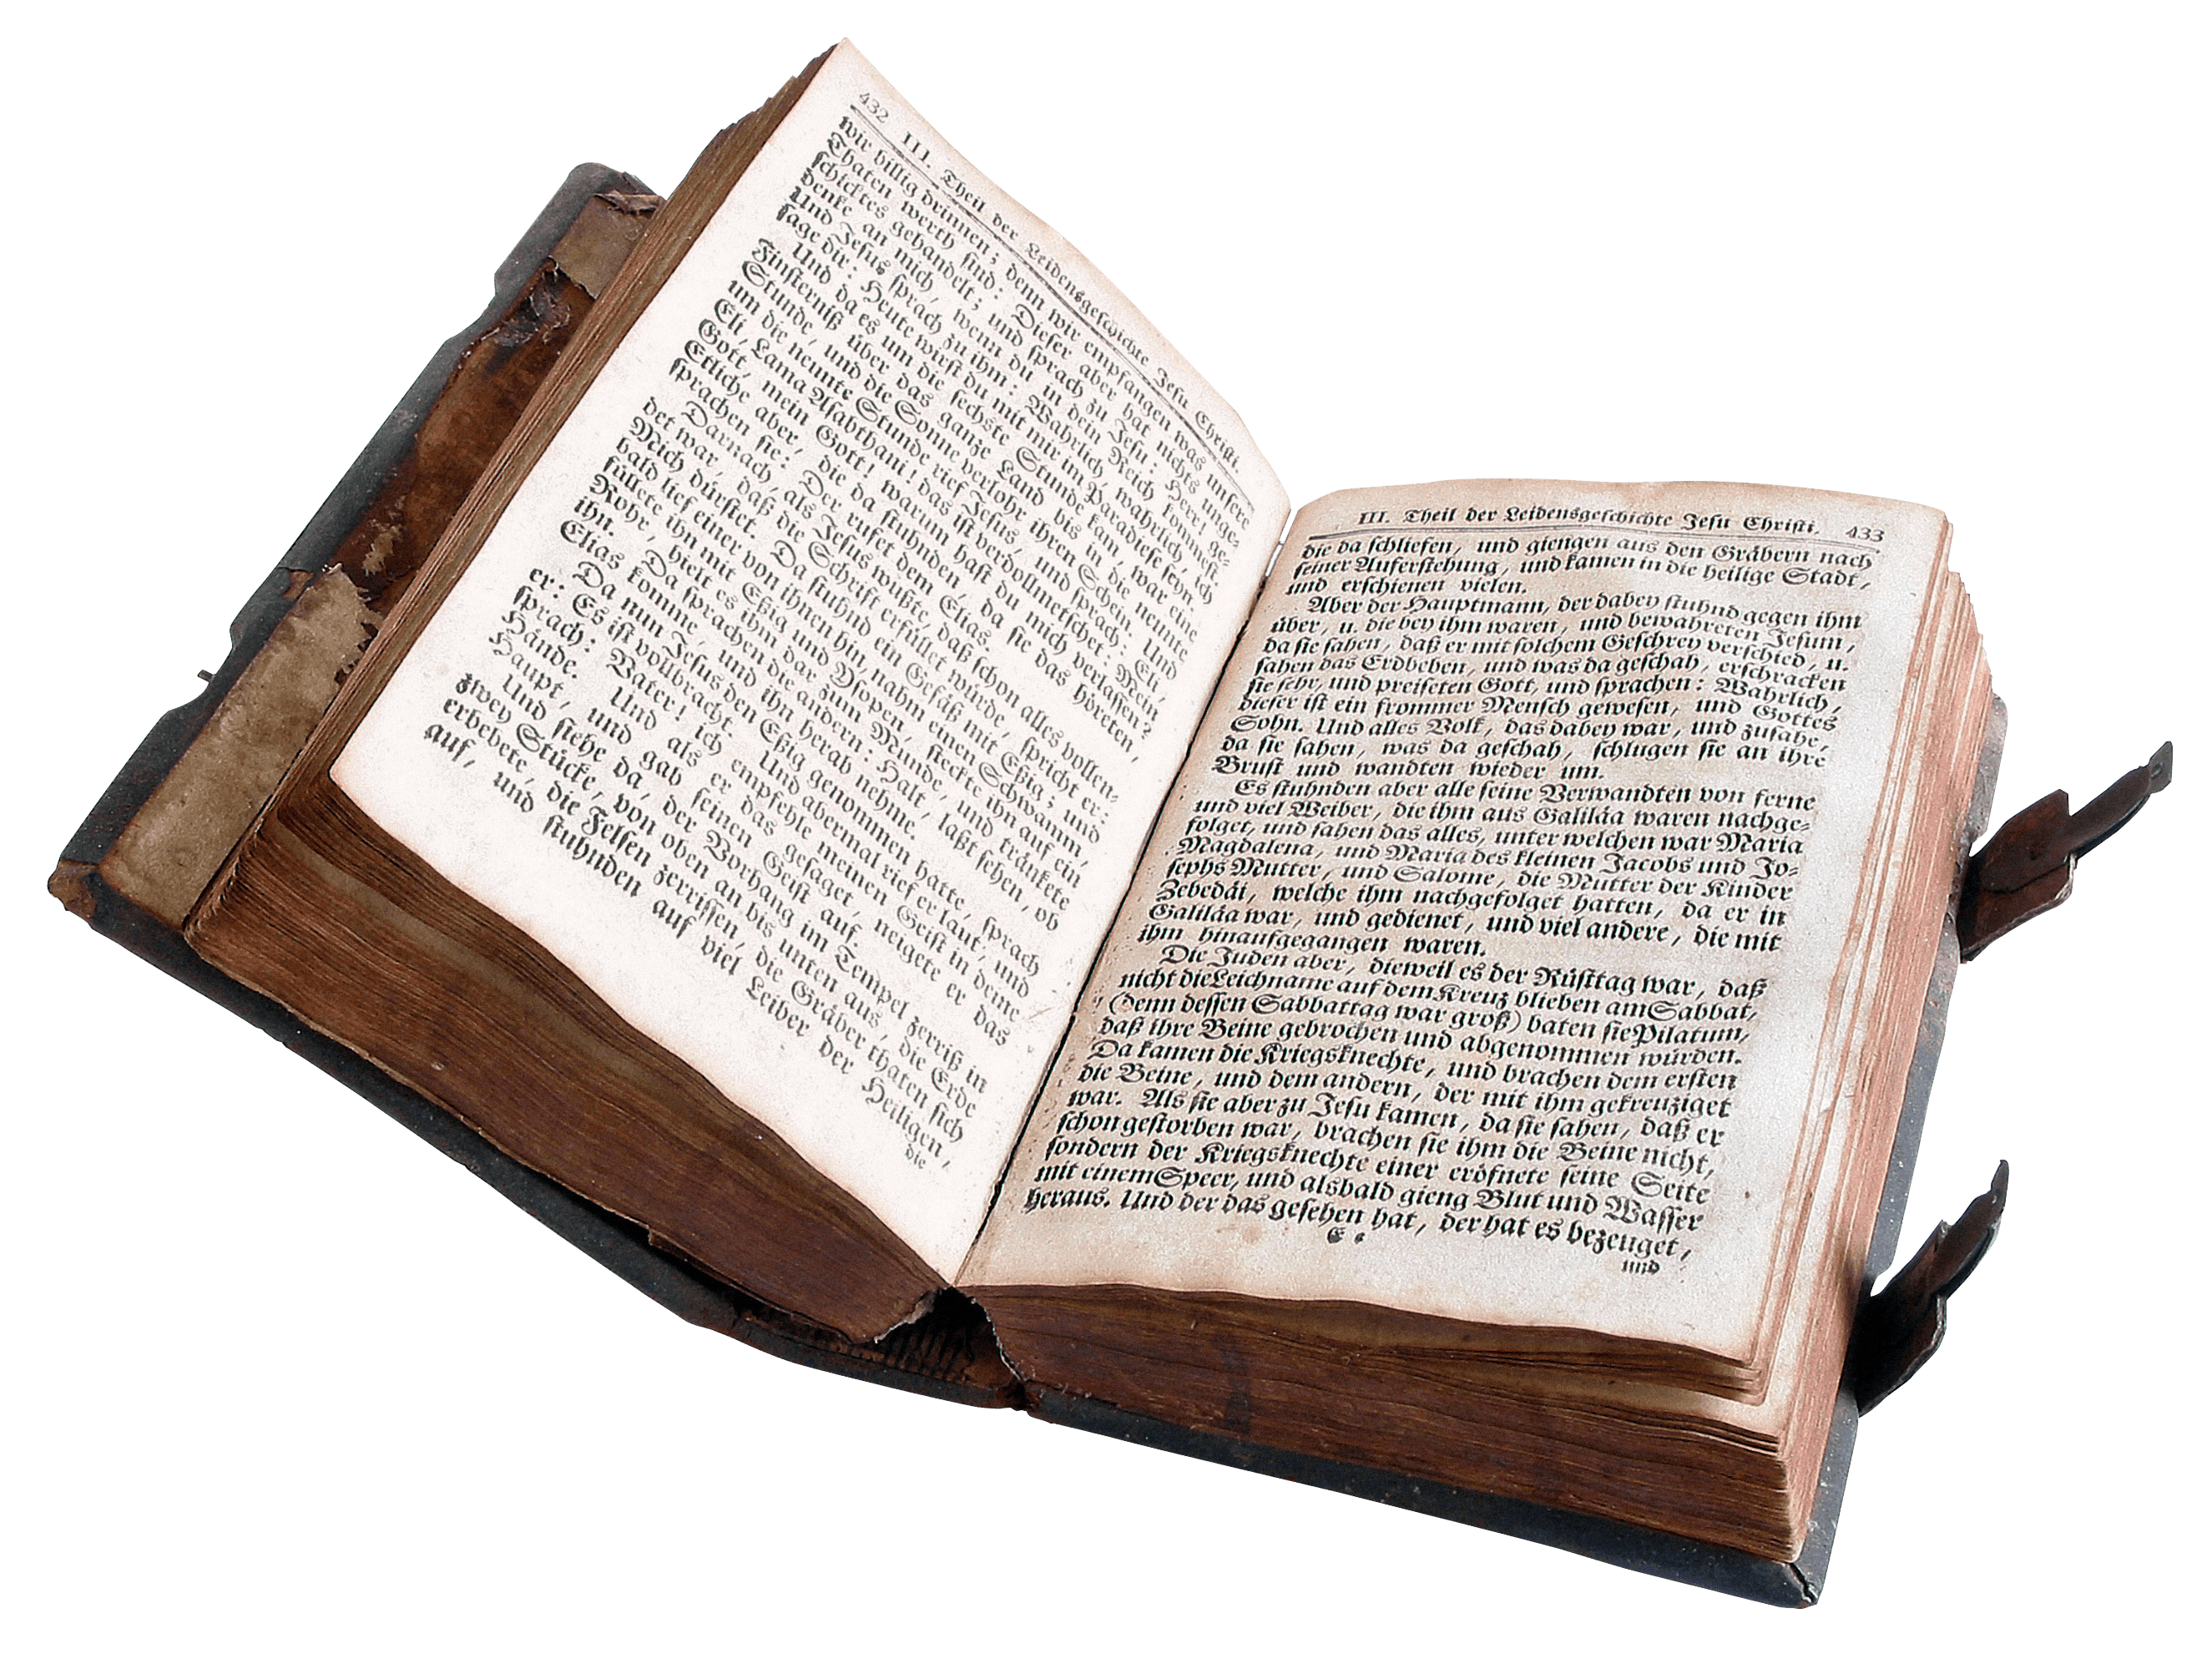 432 III. Theil der Leidensgeschichte Jesu Christi.
wir billig drinnen; denn wir empfangen was unsere
Thaten werth sind: Dieser aber hat nichts unge-
schicktes gehandelt; und sprach zu Jesu: Herr! ge-
denke an mich, wenn du in dein Reich kommest.
Und Jesus sprach zu ihm: Wahrlich, wahrlich, ich
sage dir: Heute wirst du mit mir im Paradiese seyn.
Und da es um die sechste Stunde kam, war eine
Finsterniß über das ganze Land bis in die neunte
Stunde, und die Sonne verlohr ihren Schein. Und
um die neunte Stunde rief Jesus, und sprach: Eli,
Eli, Lama Asabthani! das ist verdollmetschet: Mein
Gott, mein Gott! warum hast du mich verlassen?
Etliche aber, die da stuhnden, da sie das höreten,
sprachen sie: Der rufet dem Elias.
Darnach, als Jesus wußte, daß schon alles vollen-
det war, daß die Schrift erfüllet würde, spricht er:
Mich dürstet. Da stuhnd ein Gefäß mit Eßig; und
bald lief einer von ihnen hin, nahm einen Schwamm,
füllete ihn mit Eßig und Ysopen, steckte ihn auf ein
Rohr, hielt es ihm dar zum Munde, und tränkete
ihn. Da sprachen die andern: Halt, laßt sehen, ob
Elias komme, und ihn herab nehme.
Da nun Jesus den Eßig genommen hatte, sprach
er: Es ist vollbracht. Und abermal rief er laut, und
sprach: Vater! ich empfehle meinen Geist in deine
Hände. Und als er das gesaget, neigete er das
Haupt, und gab seinen Geist auf.
Und siehe da, der Vorhang im Tempel zerriß in
zwey Stücke, von oben an bis unten aus, die Erde
erbebete, die Felsen zerrissen, die Gräber thaten sich
auf, und stuhnden auf viel Leiber der Heiligen,
die
III. Theil der Leidensgeschichte Jesu Christi. 433
die da schliefen, und giengen aus den Gräbern nach
seiner Auferstehung, und kamen in die heilige Stadt,
und erschienen vielen.
Aber der Hauptmann, der dabey stuhnd gegen ihm
über, u. die bey ihm waren, und bewahreten Jesum,
da sie sahen, daß er mit solchem Geschrey verschied, u.
sahen das Erdbeben, und was da geschah, erschracken
sie sehr, und preiseten Gott, und sprachen: Wahrlich,
dieser ist ein frommer Mensch gewesen, und Gottes
Sohn. Und alles Volk, das dabey war, und zusahe,
da sie sahen, was da geschah, schlugen sie an ihre
Brust und wandten wieder um.
Es stuhnden aber alle seine Verwandten von ferne
und viel Weiber, die ihm aus Galiläa waren nachge-
folget, und sahen das alles, unter welchen war Maria
Magdalena, und Maria des kleinen Jacobs und Jo-
sephs Mutter, und Salome, die Mutter der Kinder
Zebedäi, welche ihm nachgefolget hatten, da er in
Galiläa war, und gedienet, und viel andere, die mit
ihm hinaufgegangen waren.
Die Juden aber, dieweil es der Rüsttag war, daß
nicht die Leichname auf dem Kreuz blieben am Sabbat,
(denn dessen Sabbattag war groß) baten sie Pilatum,
daß ihre Beine gebrochen und abgenommen würden.
Da kamen die Kriegsknechte, und brachen dem ersten
die Beine, und dem andern, der mit ihm gekreuziget
war. Als sie aber zu Jesu kamen, da sie sahen, daß er
schon gestorben war, brachen sie ihm die Beine nicht,
sondern der Kriegsknechte einer eröfnete seine Seite
mit einem Speer, und alsbald gieng Blut und Wasser
heraus. Und der das gesehen hat, der hat es bezeuget,
E e
und